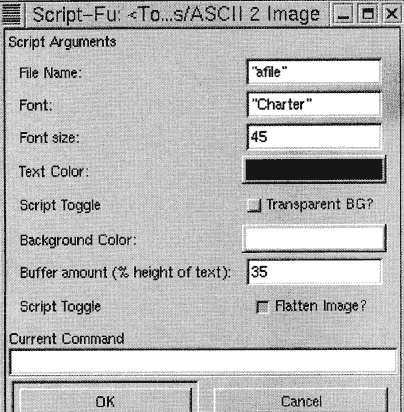 Script-Fu: <To...s/ASCII 2 Image
Script Arguments
File Name: "afile"
Font: "Charter"
Font size: 45
Text Color:
Script Toggle Transparent BG?
Background Color:
Buffer amount (% height of text): 35
Script Toggle Flatten Image?
Current Command
OK Cancel